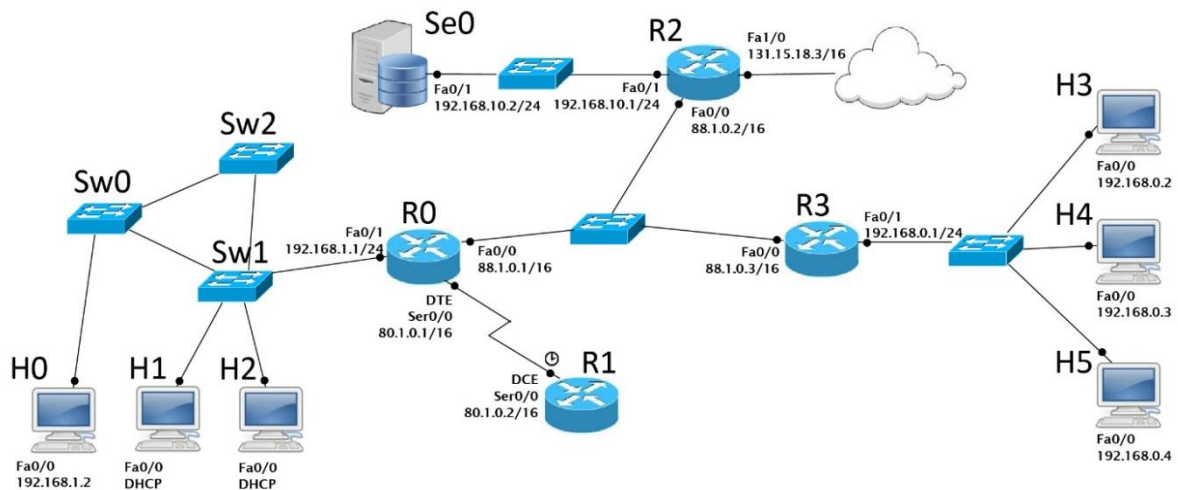 Se0
Fa0/1
192.168.10.2/24
R2
Fa0/1
192.168.10.1/24
Fa1/0
131.15.18.3/16
Fa0/0
88.1.0.2/16
Sw2
Sw0
Sw1
Fa0/1
192.168.1.1/24
R0
Fa0/0
88.1.0.1/16
DTE
Ser0/0
80.1.0.1/16
R1
DCE
Ser0/0
80.1.0.2/16
R3
Fa0/1
192.168.0.1/24
Fa0/0
88.1.0.3/16
H3
Fa0/0
192.168.0.2
H4
Fa0/0
192.168.0.3
H5
Fa0/0
192.168.0.4
H0
Fa0/0
192.168.1.2
H1
Fa0/0
DHCP
H2
Fa0/0
DHCP